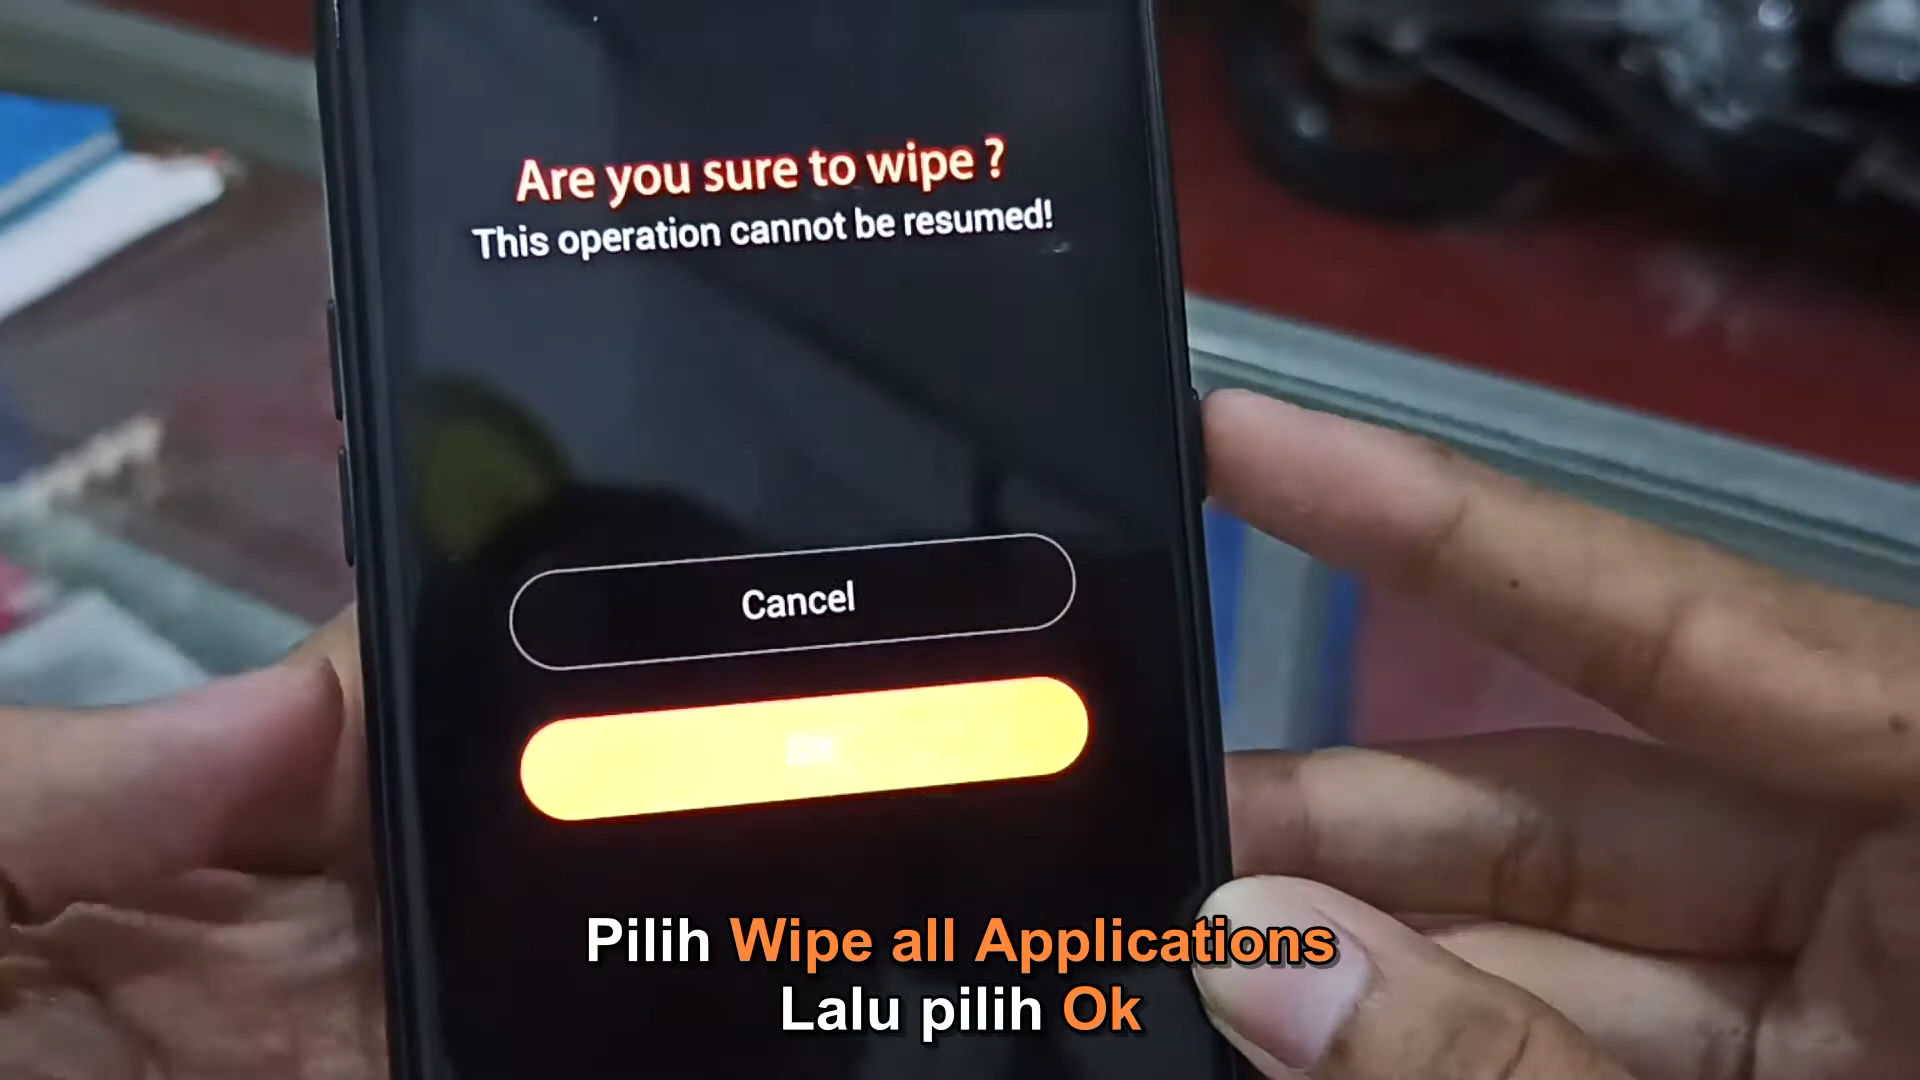 Are you sure to wipe ?
This operation cannot be resumed!
Cancel
Pilih Wipe all Applications
Lalu pilih Ok